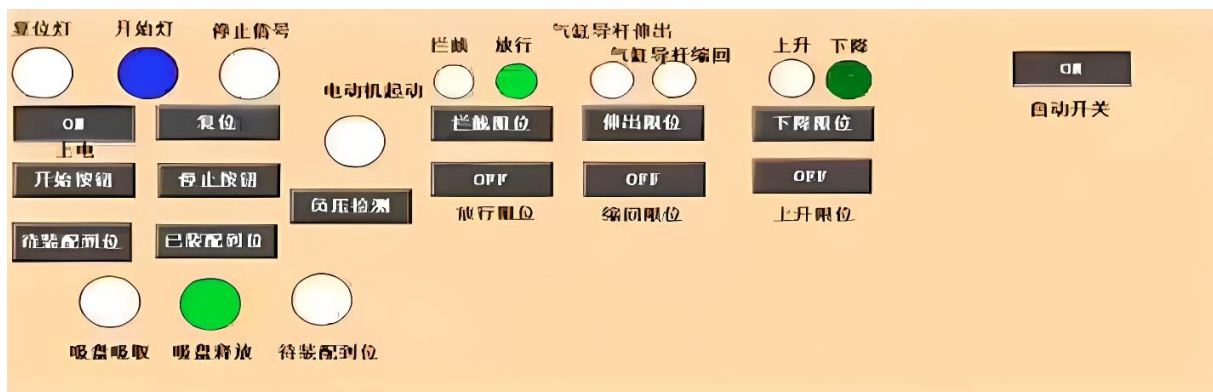 复位灯 开始灯 停止信号
拦截 放行
气缸导杆伸出
气缸导杆缩回
上升 下降
电动机起动
ON
自动开关
ON
上电
复位
拦截限位
伸出限位
下降限位
开始按钮
停止按钮
负压检测
OFF
放行限位
OFF
缩回限位
OFF
上升限位
待装配到位
已装配到位
吸盘吸取 吸盘释放 待装配到位